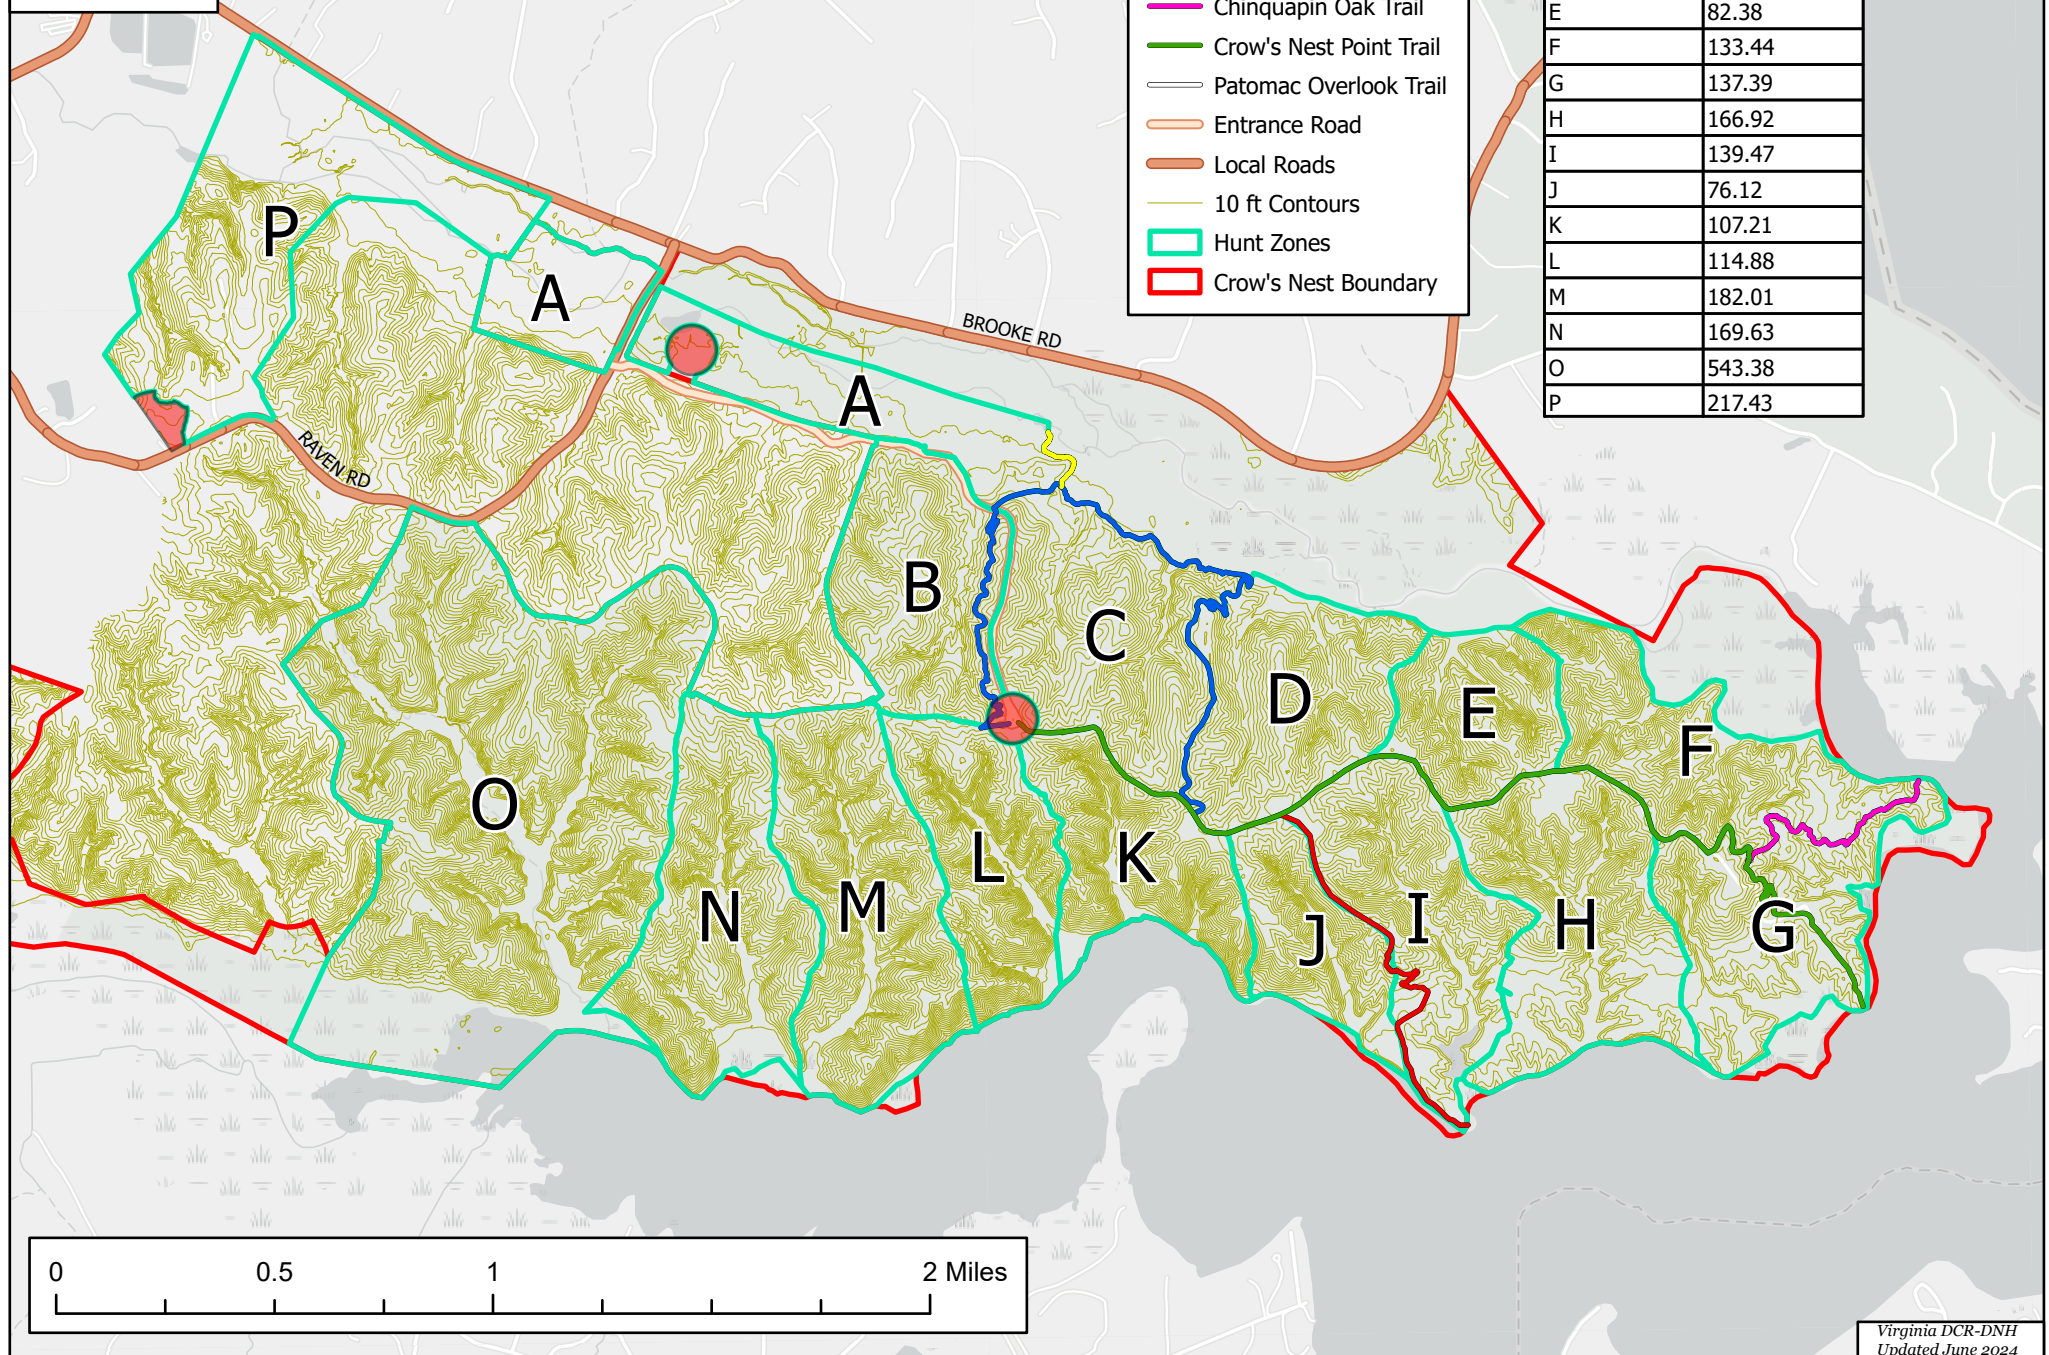 Chinquapin Oak Trail
Crow's Nest Point Trail
Patomac Overlook Trail
Entrance Road
Local Roads
10 ft Contours
Hunt Zones
Crow's Nest Boundary
E 82.38
F 133.44
G 137.39
H 166.92
I 139.47
J 76.12
K 107.21
L 114.88
M 182.01
N 169.63
O 543.38
P 217.43
P
A
BROOKE RD
A
RAVEN RD
B
C
D
E
F
O
N
M
L
K
J
I
H
G
0 0.5 1 2 Miles
Virginia DCR-DNH
Updated June 2024